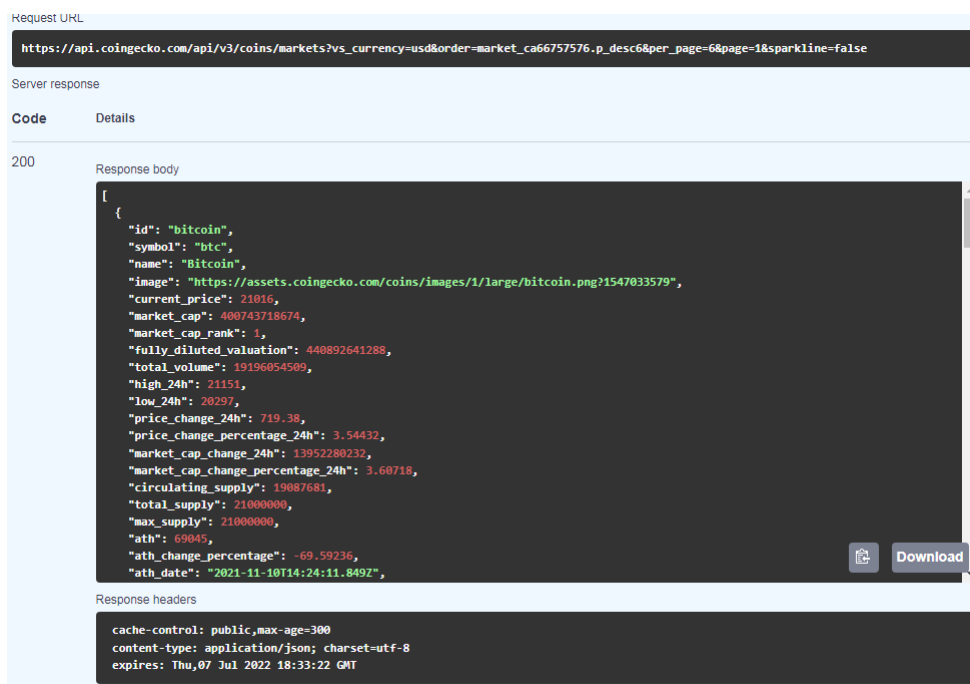 Request URL
https://api.coingecko.com/api/v3/coins/markets?vs_currency=usd&order=market_ca66757576.p_desc6&per_page=6&page=1&sparkline=false
Server response
Code Details
200
Response body
[
{
"id": "bitcoin",
"symbol": "btc",
"name": "Bitcoin",
"image": "https://assets.coingecko.com/coins/images/1/large/bitcoin.png?1547033579",
"current_price": 21016,
"market_cap": 400743718674,
"market_cap_rank": 1,
"fully_diluted_valuation": 440892641288,
"total_volume": 19196054509,
"high_24h": 21151,
"low_24h": 20297,
"price_change_24h": 719.38,
"price_change_percentage_24h": 3.54432,
"market_cap_change_24h": 13952280232,
"market_cap_change_percentage_24h": 3.60718,
"circulating_supply": 19087681,
"total_supply": 21000000,
"max_supply": 21000000,
"ath": 69045,
"ath_change_percentage": -69.59236,
"ath_date": "2021-11-10T14:24:11.849Z",
Download
Response headers
cache-control: public,max-age=300
content-type: application/json; charset=utf-8
expires: Thu,07 Jul 2022 18:33:22 GMT